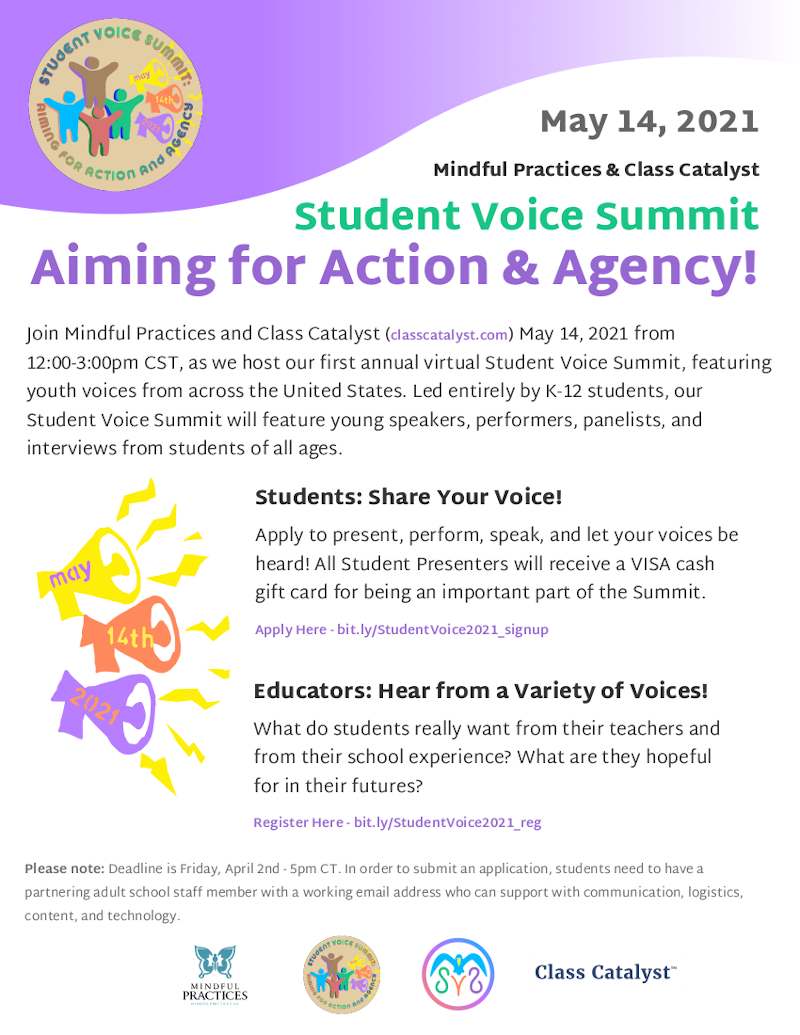 STUDENT VOICE SUMMIT:
may
14th
2021
AIMING FOR ACTION AND AGENCY
May 14, 2021
Mindful Practices & Class Catalyst
Student Voice Summit
Aiming for Action & Agency!
Join Mindful Practices and Class Catalyst (classcatalyst.com) May 14, 2021 from
12:00-3:00pm CST, as we host our first annual virtual Student Voice Summit, featuring
youth voices from across the United States. Led entirely by K-12 students, our
Student Voice Summit will feature young speakers, performers, panelists, and
interviews from students of all ages.
may
14th
2021
Students: Share Your Voice!
Apply to present, perform, speak, and let your voices be
heard! All Student Presenters will receive a VISA cash
gift card for being an important part of the Summit.
Apply Here - bit.ly/StudentVoice2021_signup
Educators: Hear from a Variety of Voices!
What do students really want from their teachers and
from their school experience? What are they hopeful
for in their futures?
Register Here - bit.ly/StudentVoice2021_reg
Please note: Deadline is Friday, April 2nd - 5pm CT. In order to submit an application, students need to have a
partnering adult school staff member with a working email address who can support with communication, logistics,
content, and technology.
MINDFUL
PRACTICES
STUDENT VOICE SUMMIT:
AIMING FOR ACTION AND AGENCY
SVS
Class Catalyst™